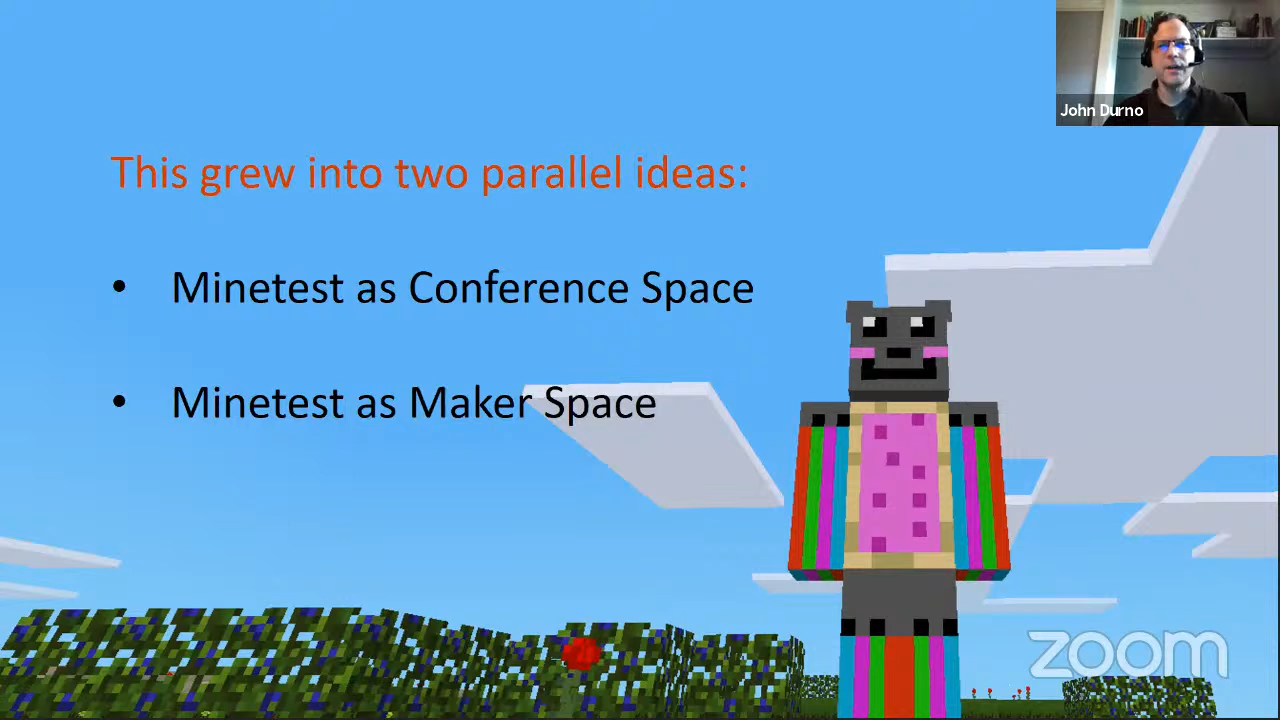 John Durno
This grew into two parallel ideas:
• Minetest as Conference Space
• Minetest as Maker Space
zoom